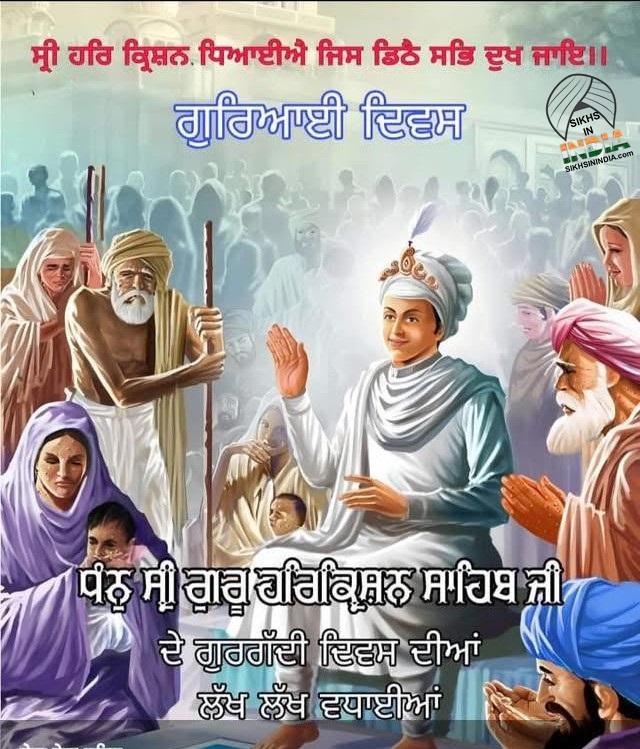 ਸ੍ਰੀ ਹਰਿ ਕ੍ਰਿਸ਼ਨ ਧਿਆਈਐ ਜਿਸ ਡਿਠੈ ਸਭਿ ਦੁਖ ਜਾਇ।।
ਗੁਰਿਆਈ ਦਿਵਸ
SIKHS
IN
INDIA
SIKHSININDIA.com
ਧੰਨੁ ਸ੍ਰੀ ਗੁਰੂ ਹਰਿਕ੍ਰਿਸ਼ਨ ਸਾਹਿਬ ਜੀ
ਦੇ ਗੁਰਗੱਦੀ ਦਿਵਸ ਦੀਆਂ
ਲੱਖ ਲੱਖ ਵਧਾਈਆਂ